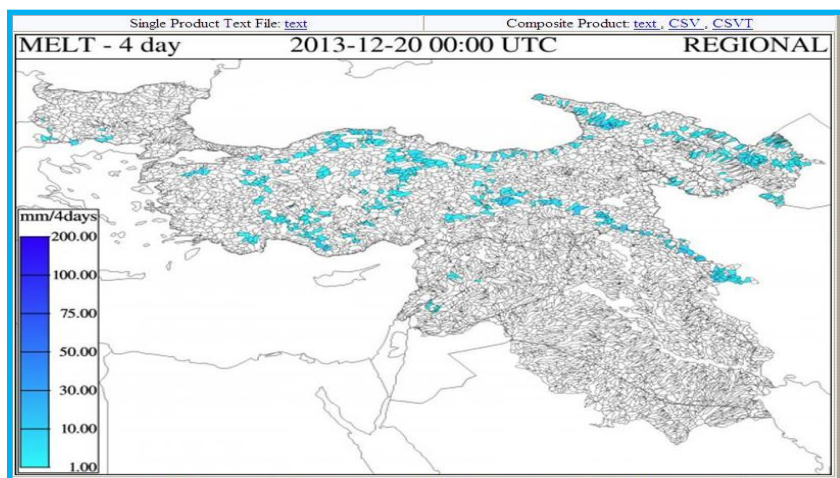 Single Product Text File: text
Composite Product: text , CSV , CSVT
MELT - 4 day 2013-12-20 00:00 UTC REGIONAL
mm/4days
200.00
100.00
75.00
50.00
30.00
10.00
1.00